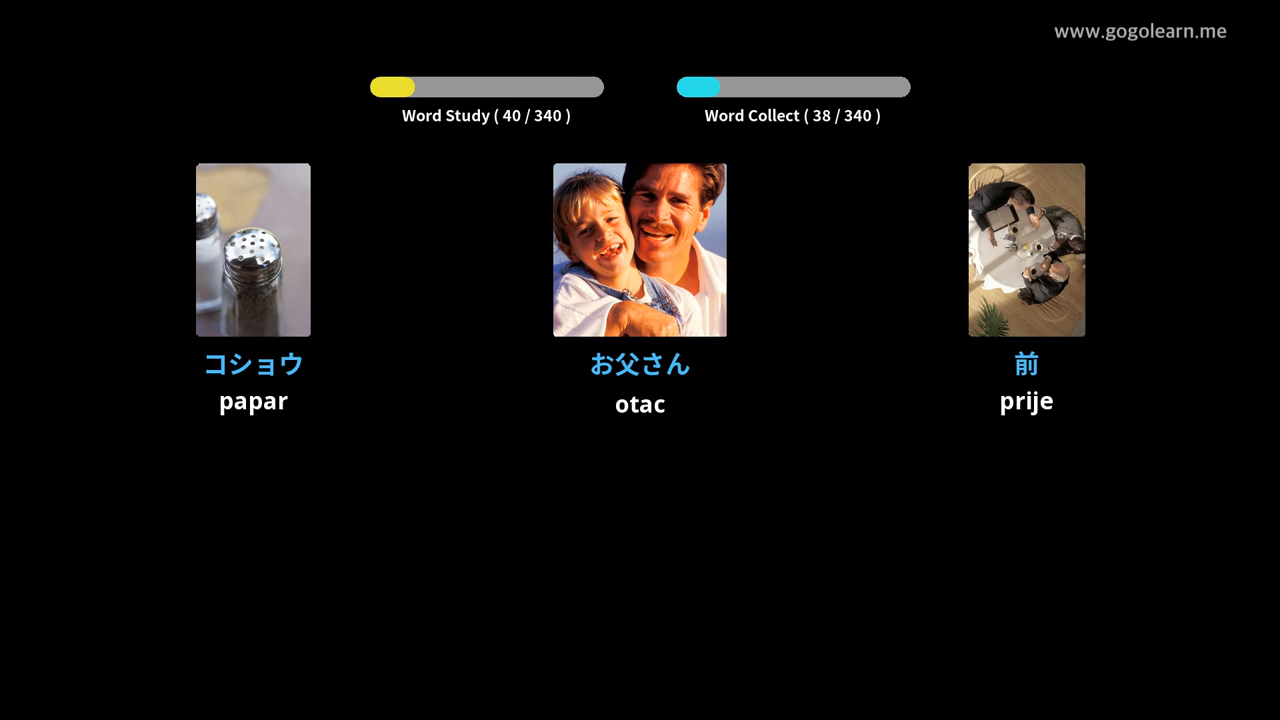 www.gogolearn.me
Word Study ( 40 / 340 )
Word Collect ( 38 / 340 )
コショウ
papar
お父さん
otac
前
prije